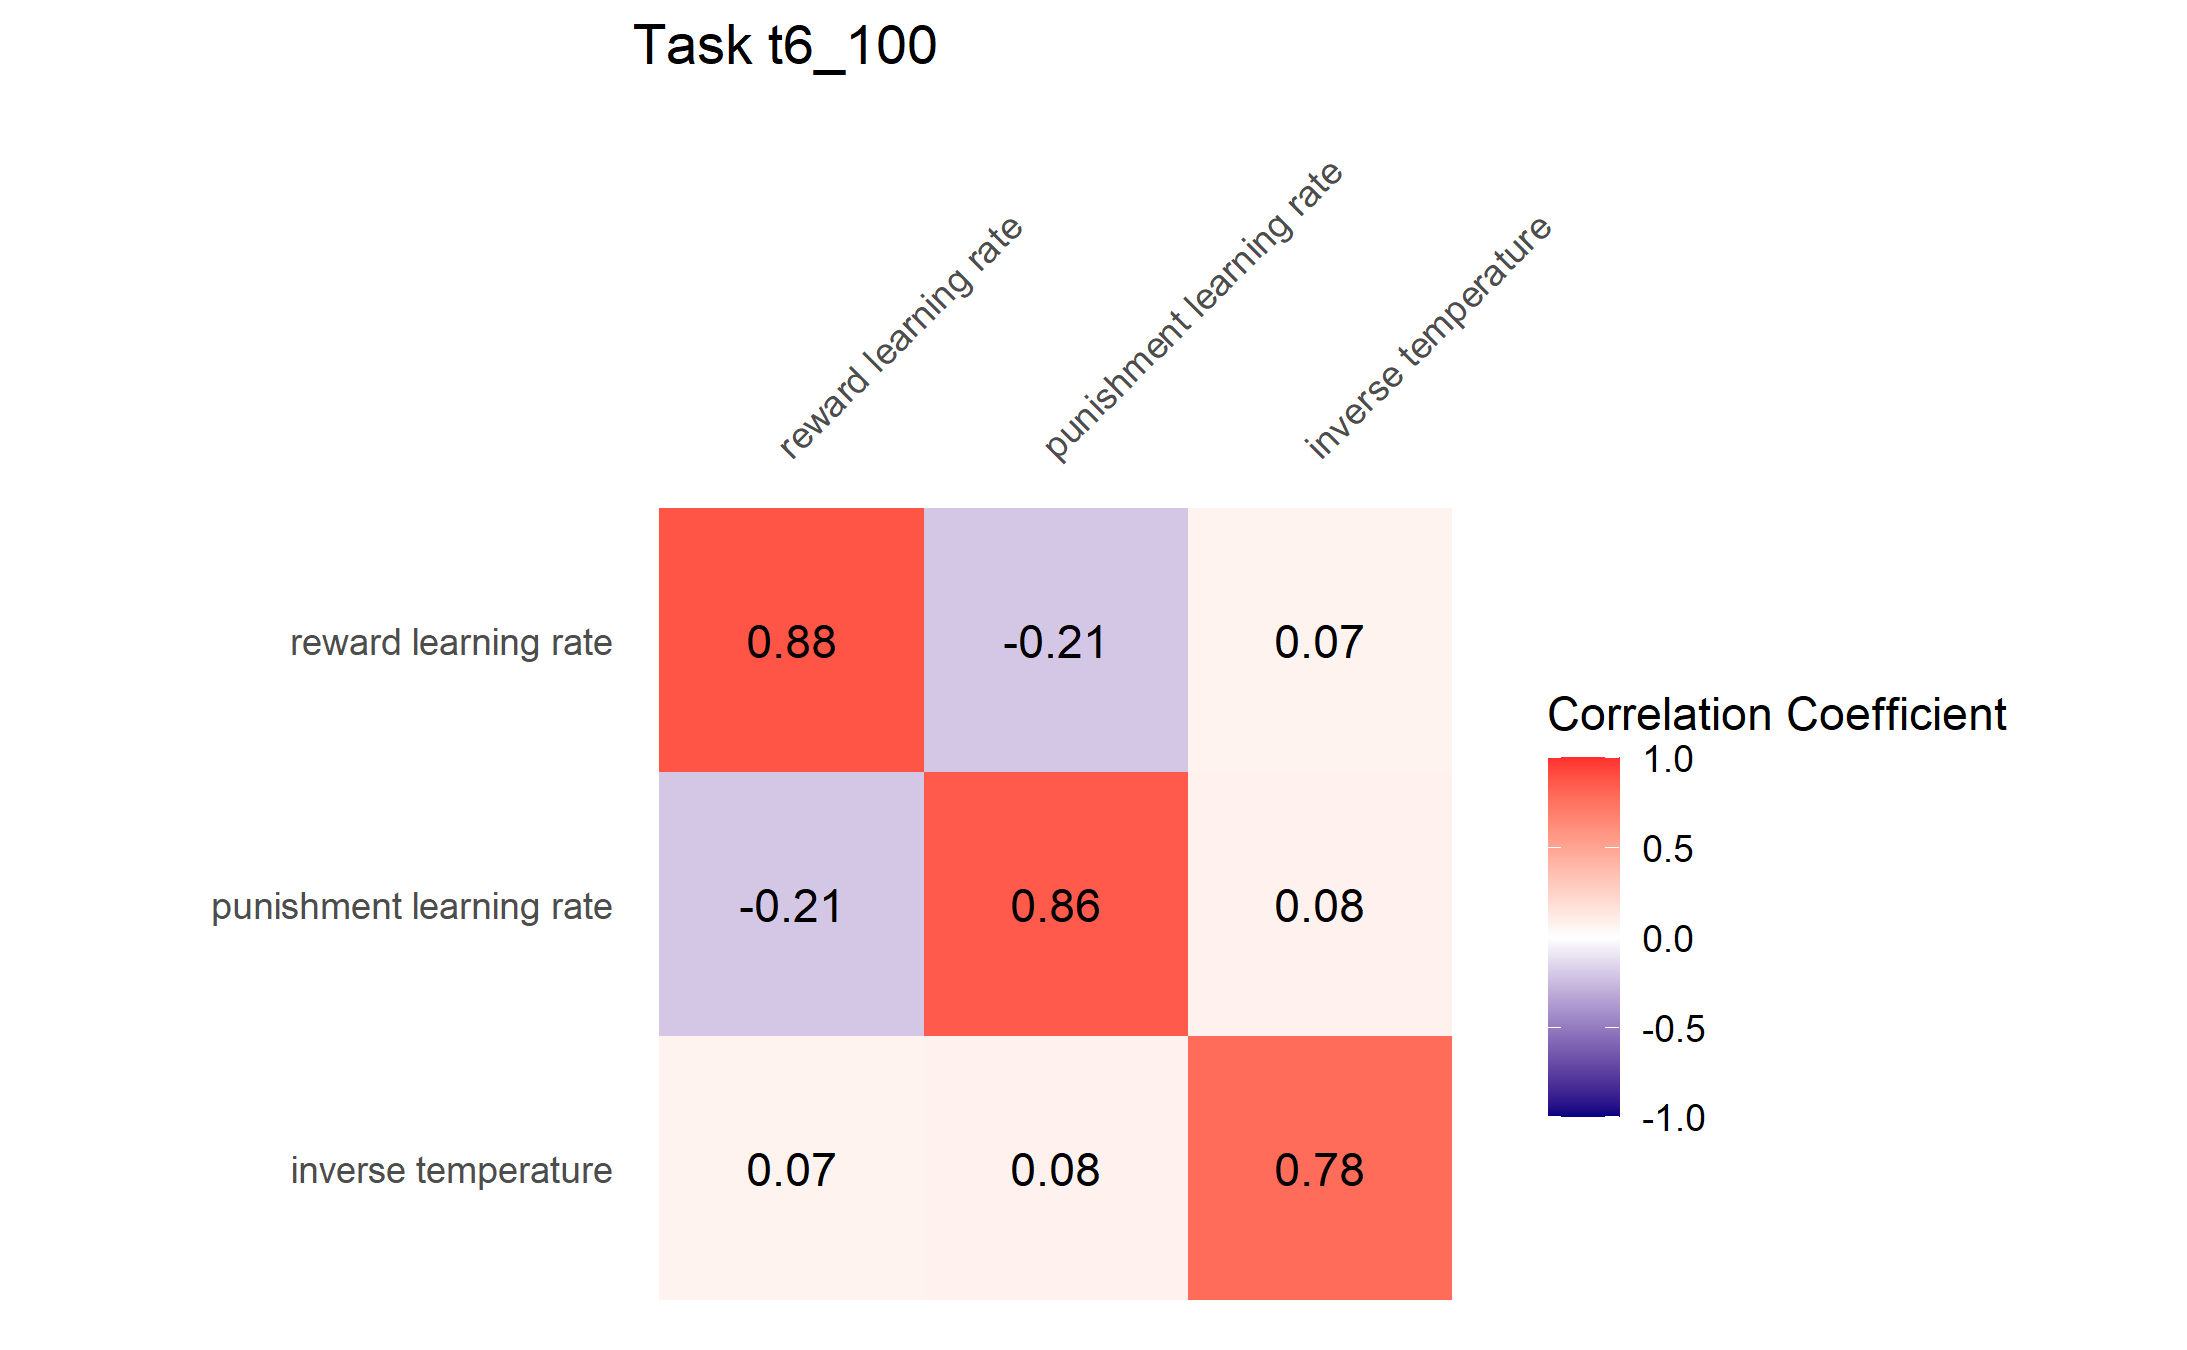 Task t6_100
reward learning rate
punishment learning rate
inverse temperature
reward learning rate
0.88
-0.21
0.07
punishment learning rate
-0.21
0.86
0.08
inverse temperature
0.07
0.08
0.78
Correlation Coefficient
1.0
0.5
0.0
-0.5
-1.0